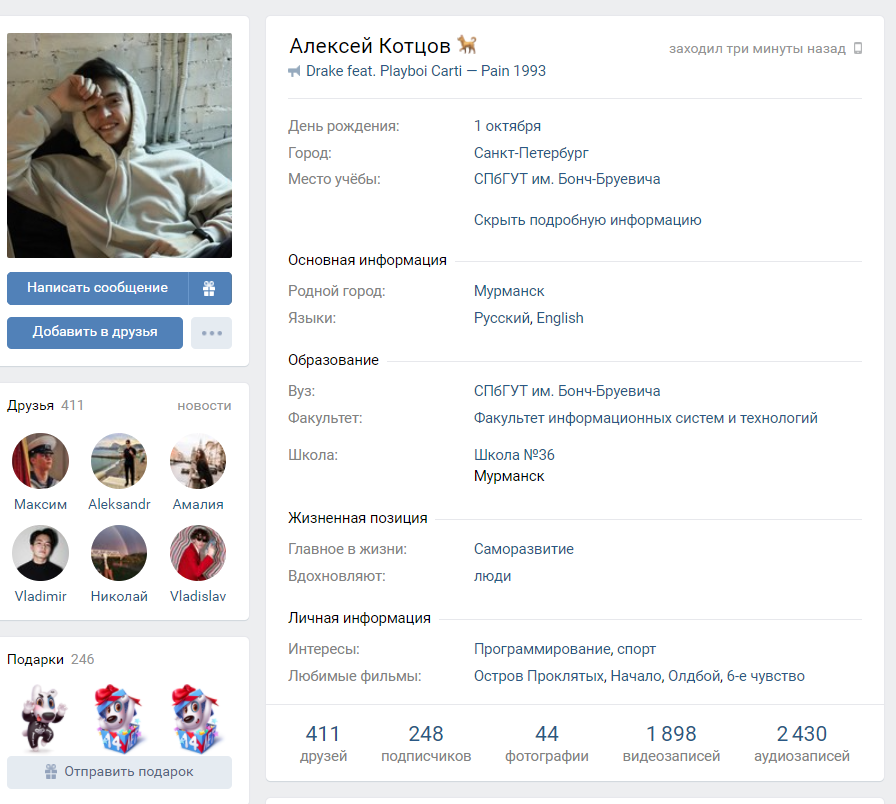 Алексей Котцов
заходил три минуты назад
Drake feat. Playboi Carti — Pain 1993
День рождения: 1 октября
Город: Санкт-Петербург
Место учёбы: СПбГУТ им. Бонч-Бруевича
Скрыть подробную информацию
Основная информация
Родной город: Мурманск
Языки: Русский, English
Образование
Вуз: СПбГУТ им. Бонч-Бруевича
Факультет: Факультет информационных систем и технологий
Школа: Школа №36
Мурманск
Жизненная позиция
Главное в жизни: Саморазвитие
Вдохновляют: люди
Личная информация
Интересы: Программирование, спорт
Любимые фильмы: Остров Проклятых, Начало, Олдбой, 6-е чувство
411 248 44 1 898 2 430
друзей подписчиков фотографии видеозаписей аудиозаписей
Написать сообщение
Добавить в друзья
Друзья 411 новости
Максим Aleksandr Амалия
Vladimir Николай Vladislav
Подарки 246
14 14
Отправить подарок